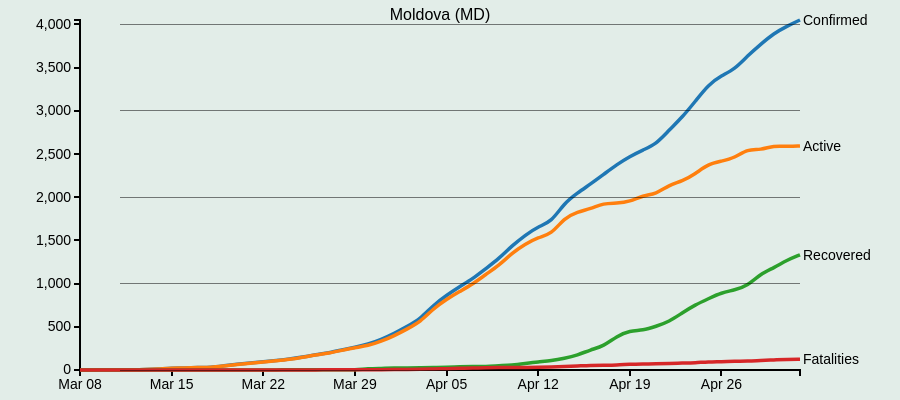 Moldova (MD)
4,000
3,500
3,000
2,500
2,000
1,500
1,000
500
0
Confirmed
Active
Recovered
Fatalities
Mar 08 Mar 15 Mar 22 Mar 29 Apr 05 Apr 12 Apr 19 Apr 26